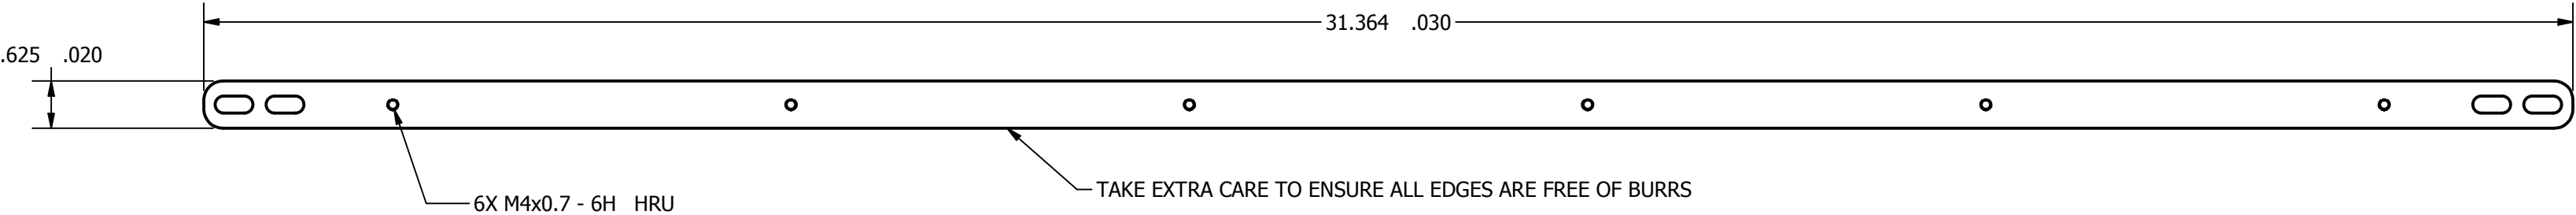 31.364 .030
.625 .020
TAKE EXTRA CARE TO ENSURE ALL EDGES ARE FREE OF BURRS
6X M4x0.7 - 6H HRU